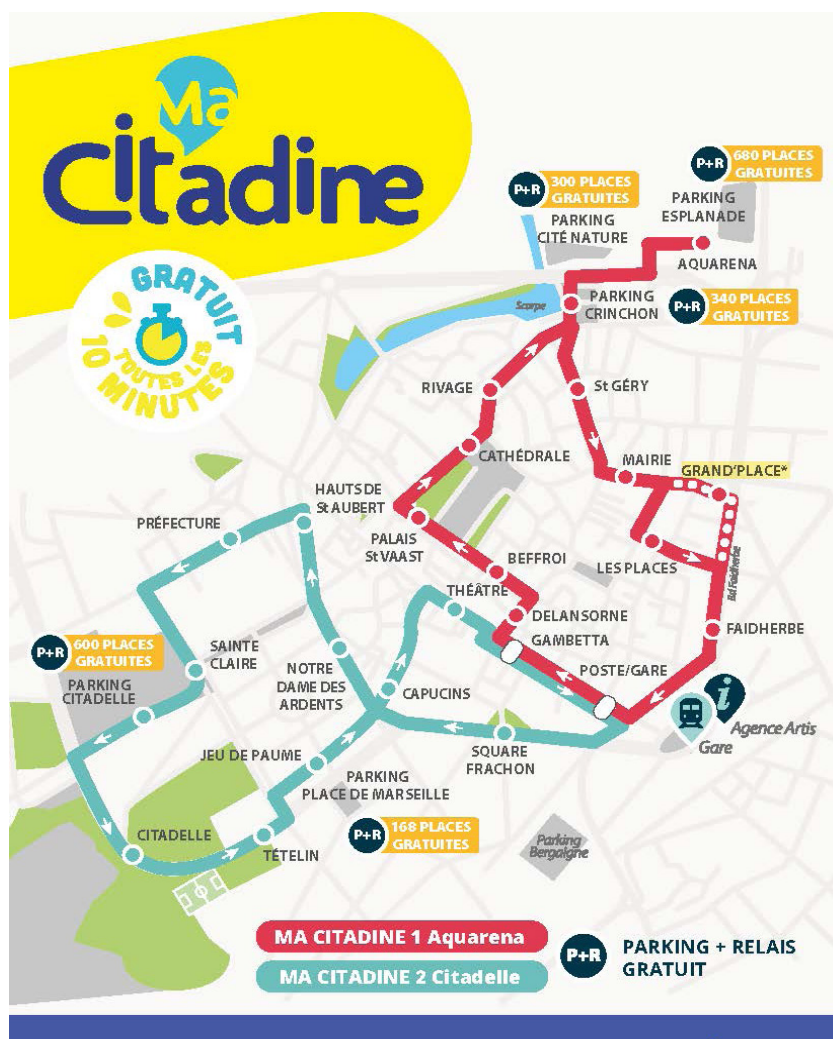 Ma
Citadine
GRATUIT
TOUTES LES
10 MINUTES
P+R
680 PLACES
GRATUITES
PARKING
ESPLANADE
P+R
300 PLACES
GRATUITES
PARKING
CITÉ NATURE
AQUARENA
Scarpe
PARKING
CRINCHON
P+R
340 PLACES
GRATUITES
RIVAGE
St GÉRY
CATHÉDRALE
MAIRIE
GRAND'PLACE*
HAUTS DE
St AUBERT
PRÉFECTURE
PALAIS
St VAAST
BEFFROI
LES PLACES
Bd Faidherbe
THÉÂTRE
DELANSORNE
GAMBETTA
FAIDHERBE
P+R
600 PLACES
GRATUITES
PARKING
CITADELLE
SAINTE
CLAIRE
NOTRE
DAME DES
ARDENTS
CAPUCINS
POSTE/GARE
i
Agence Artis
Gare
JEU DE PAUME
SQUARE
FRACHON
PARKING
PLACE DE MARSEILLE
P+R
168 PLACES
GRATUITES
CITADELLE
TÉTELIN
Parking
Bergaigne
MA CITADINE 1 Aquarena
MA CITADINE 2 Citadelle
P+R
PARKING + RELAIS
GRATUIT